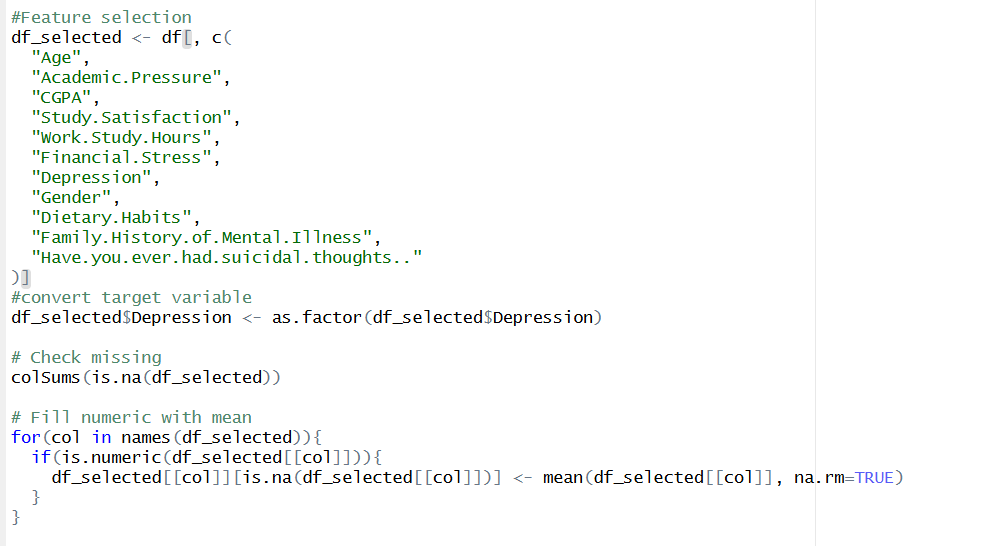 #Feature selection
df_selected <- df[, c(
  "Age",
  "Academic.Pressure",
  "CGPA",
  "Study.Satisfaction",
  "Work.Study.Hours",
  "Financial.Stress",
  "Depression",
  "Gender",
  "Dietary.Habits",
  "Family.History.of.Mental.Illness",
  "Have.you.ever.had.suicidal.thoughts.."
)]
#convert target variable
df_selected$Depression <- as.factor(df_selected$Depression)

# Check missing
colSums(is.na(df_selected))

# Fill numeric with mean
for(col in names(df_selected)){
  if(is.numeric(df_selected[[col]])){
    df_selected[[col]][is.na(df_selected[[col]])] <- mean(df_selected[[col]], na.rm=TRUE)
  }
}